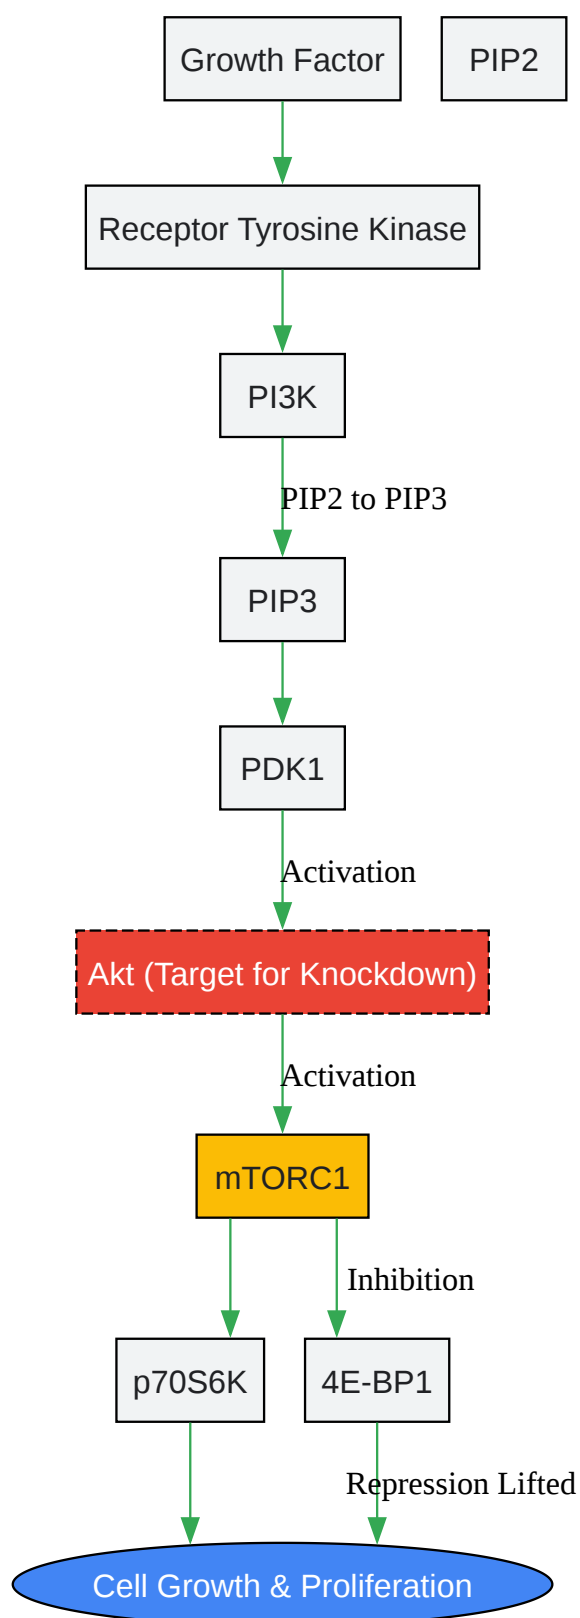 Growth Factor
PIP2
Receptor Tyrosine Kinase
PI3K
PIP2 to PIP3
PIP3
PDK1
Activation
Akt (Target for Knockdown)
Activation
mTORC1
Inhibition
p70S6K
4E-BP1
Repression Lifted
Cell Growth & Proliferation